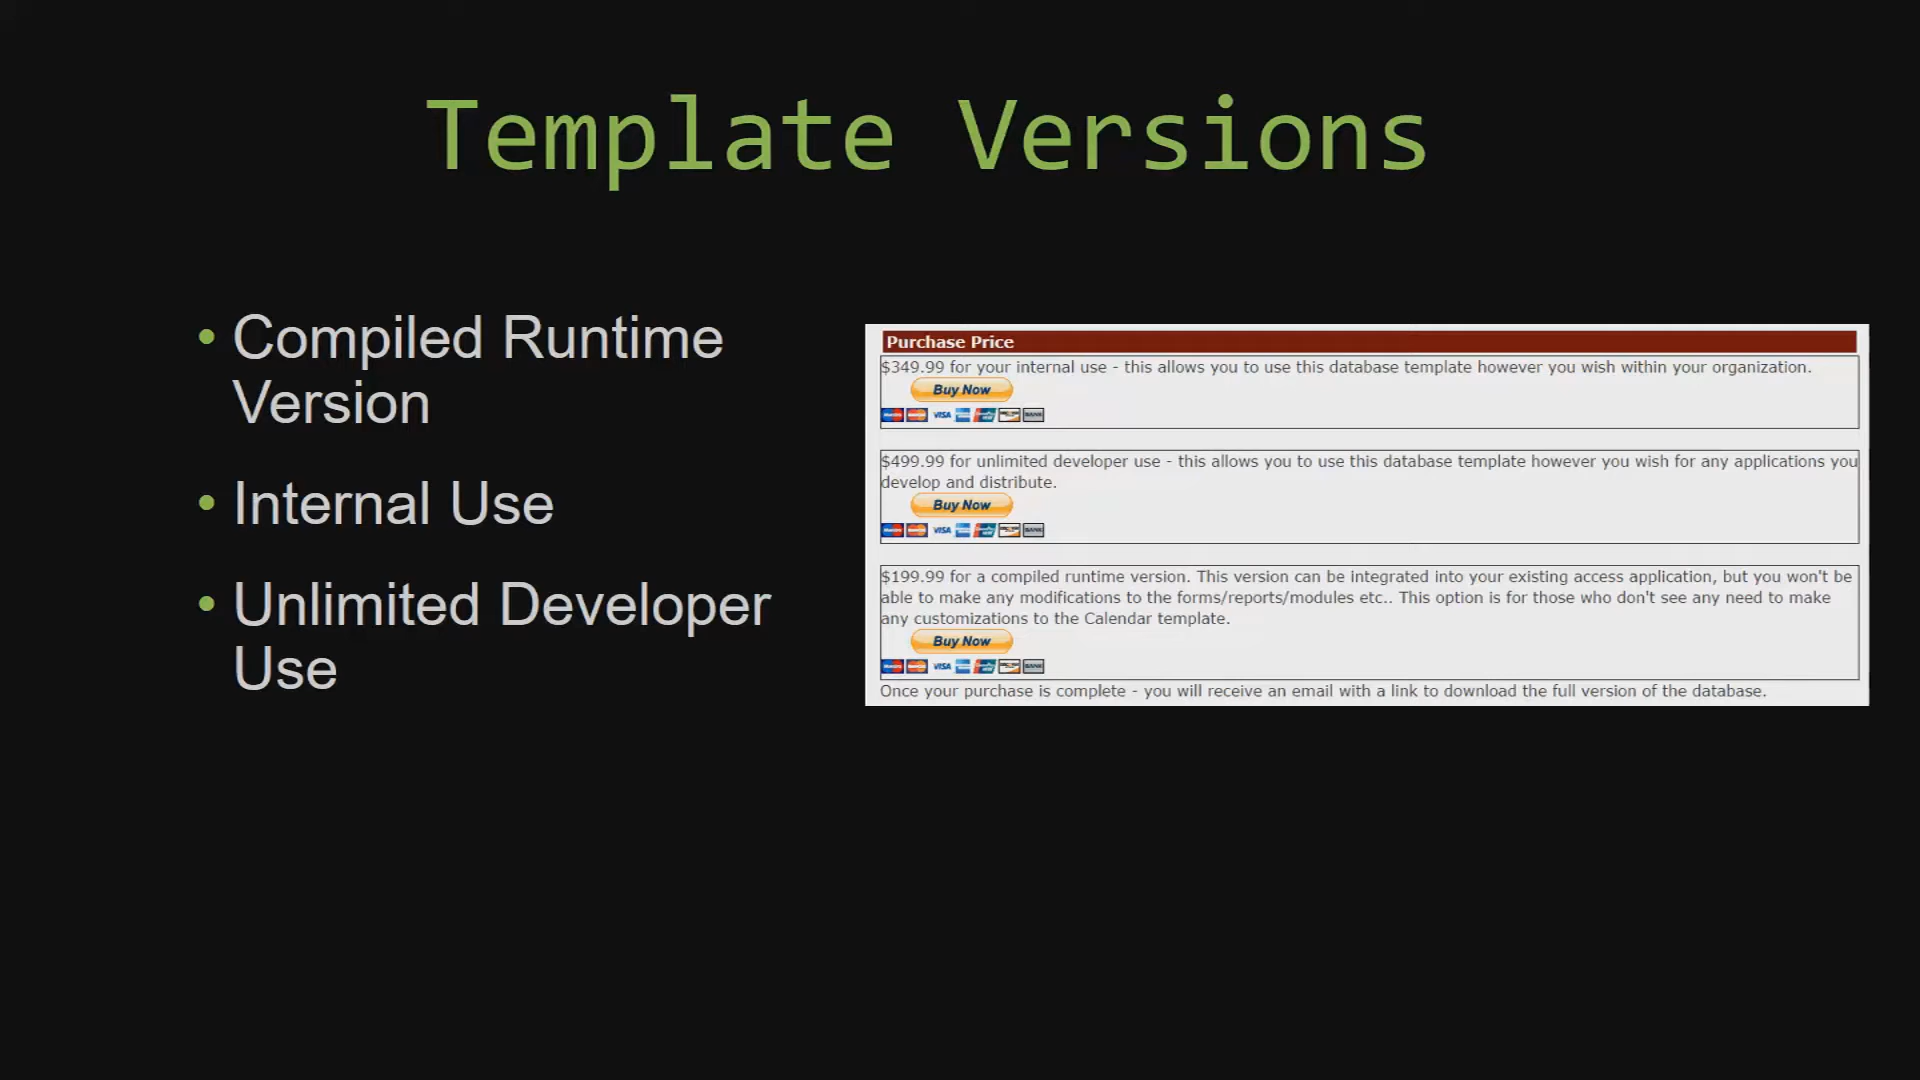 Template Versions
• Compiled Runtime
Version
• Internal Use
• Unlimited Developer
Use
Purchase Price
$349.99 for your internal use - this allows you to use this database template however you wish within your organization.
Buy Now
VISA
$499.99 for unlimited developer use - this allows you to use this database template however you wish for any applications you
develop and distribute.
Buy Now
VISA
$199.99 for a compiled runtime version. This version can be integrated into your existing access application, but you won't be
able to make any modifications to the forms/reports/modules etc.. This option is for those who don't see any need to make
any customizations to the Calendar template.
Buy Now
VISA
Once your purchase is complete - you will receive an email with a link to download the full version of the database.